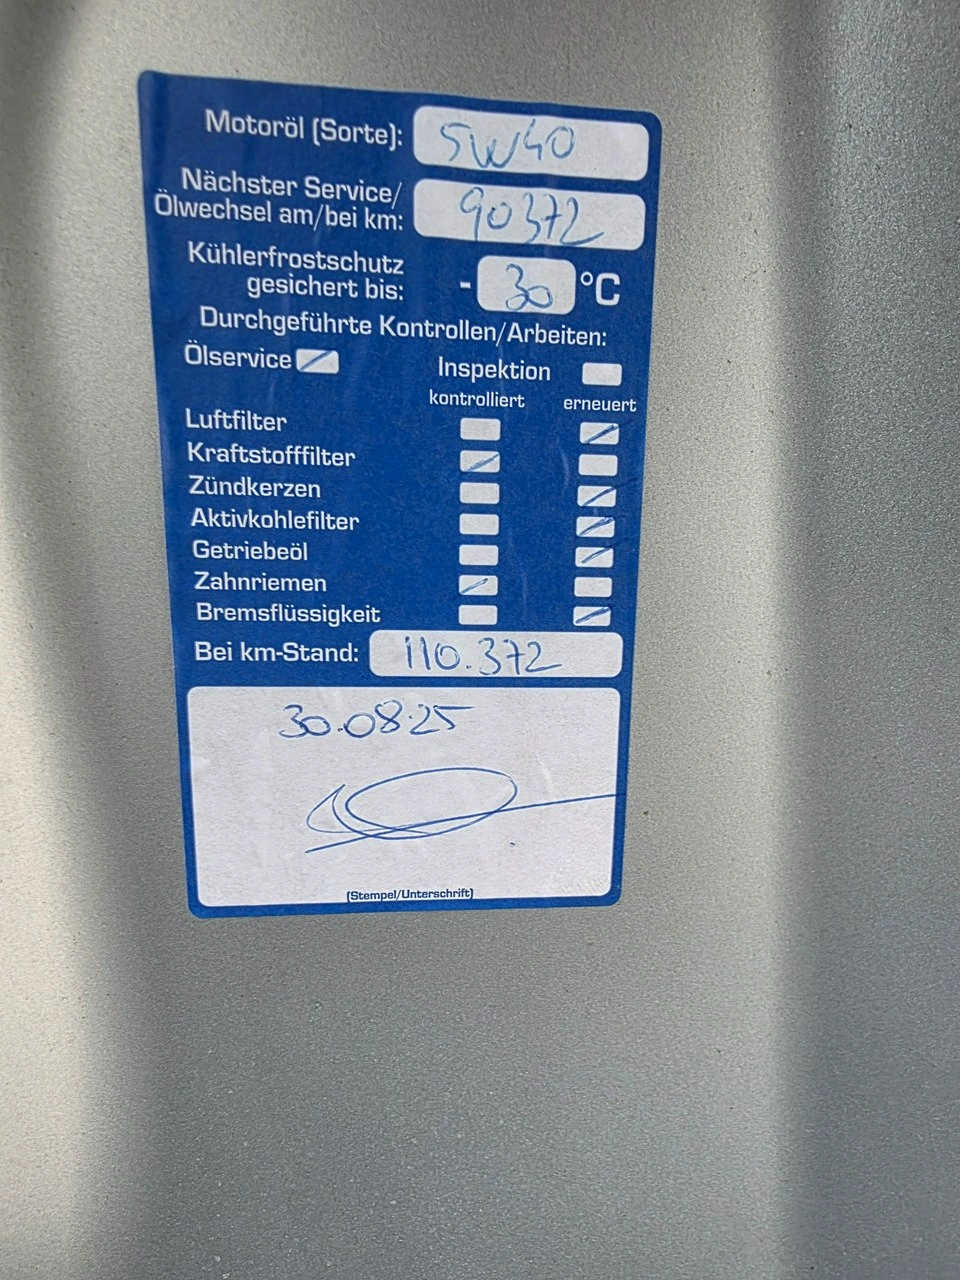 Motoröl (Sorte): 5W40
Nächster Service/
Ölwechsel am/bei km: 90372
Kühlerfrostschutz
gesichert bis: - 30 °C
Durchgeführte Kontrollen/Arbeiten:
Ölservice Inspektion
kontrolliert erneuert
Luftfilter
Kraftstofffilter
Zündkerzen
Aktivkohlefilter
Getriebeöl
Zahnriemen
Bremsflüssigkeit
Bei km-Stand: 110.372
30.08.25
(Stempel/Unterschrift)